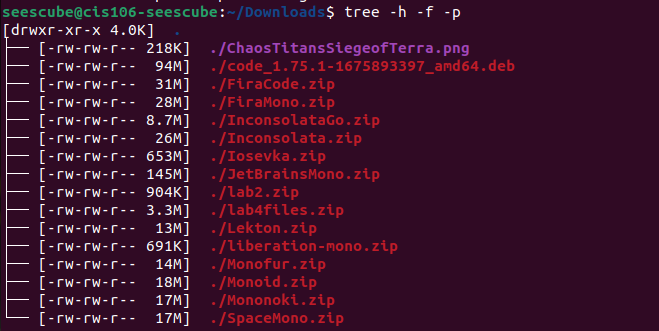 seescube@cis106-seescube:~/Downloads$ tree -h -f -p
[drwxr-xr-x 4.0K]  .
├── [-rw-rw-r-- 218K]  ./ChaosTitansSiegeofTerra.png
├── [-rw-rw-r--  94M]  ./code_1.75.1-1675893397_amd64.deb
├── [-rw-rw-r--  31M]  ./FiraCode.zip
├── [-rw-rw-r--  28M]  ./FiraMono.zip
├── [-rw-rw-r-- 8.7M]  ./InconsolataGo.zip
├── [-rw-rw-r--  26M]  ./Inconsolata.zip
├── [-rw-rw-r-- 653M]  ./Iosevka.zip
├── [-rw-rw-r-- 145M]  ./JetBrainsMono.zip
├── [-rw-rw-r-- 904K]  ./lab2.zip
├── [-rw-rw-r-- 3.3M]  ./lab4files.zip
├── [-rw-rw-r--  13M]  ./Lekton.zip
├── [-rw-rw-r-- 691K]  ./liberation-mono.zip
├── [-rw-rw-r--  14M]  ./Monofur.zip
├── [-rw-rw-r--  18M]  ./Monoid.zip
├── [-rw-rw-r--  17M]  ./Mononoki.zip
└── [-rw-rw-r--  17M]  ./SpaceMono.zip